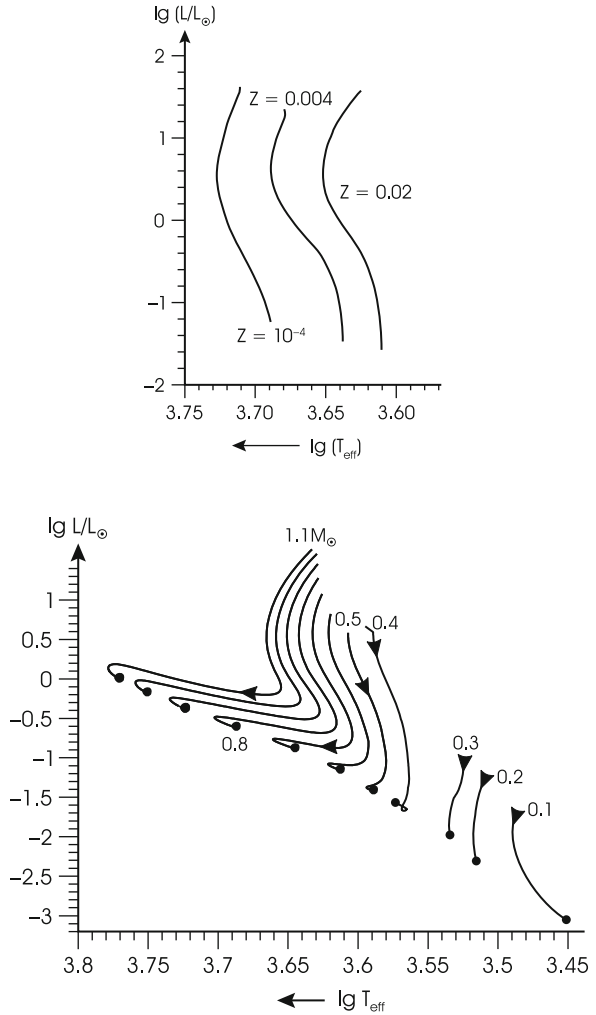 lg (L/L⊙)
2
Z = 0.004
1
Z = 0.02
0
−1
Z = 10⁻⁴
−2
3.75 3.70 3.65 3.60
lg (T_eff)
lg L/L⊙
1.1M⊙
1
0.5 0.4
0.5
0
−0.5
0.8
−1
0.3
0.2
−1.5
0.1
−2
−2.5
−3
3.8 3.75 3.7 3.65 3.6 3.55 3.5 3.45
lg T_eff